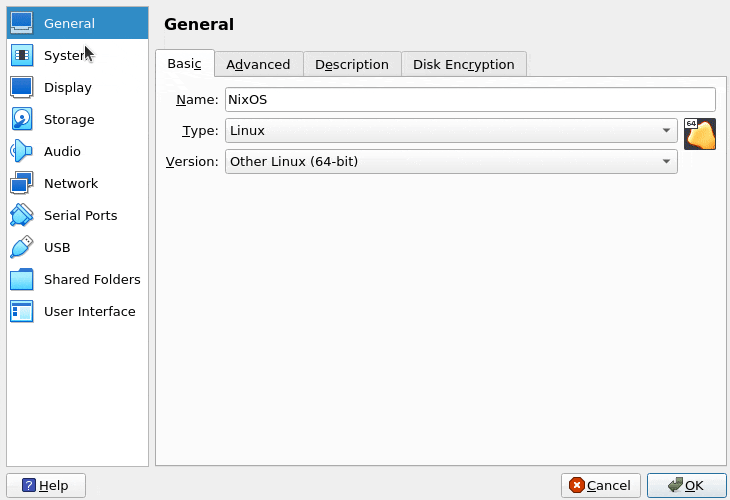 General
System
Display
Storage
Audio
Network
Serial Ports
USB
Shared Folders
User Interface
General
Basic Advanced Description Disk Encryption
Name: NixOS
Type: Linux
64
Version: Other Linux (64-bit)
Help Cancel OK